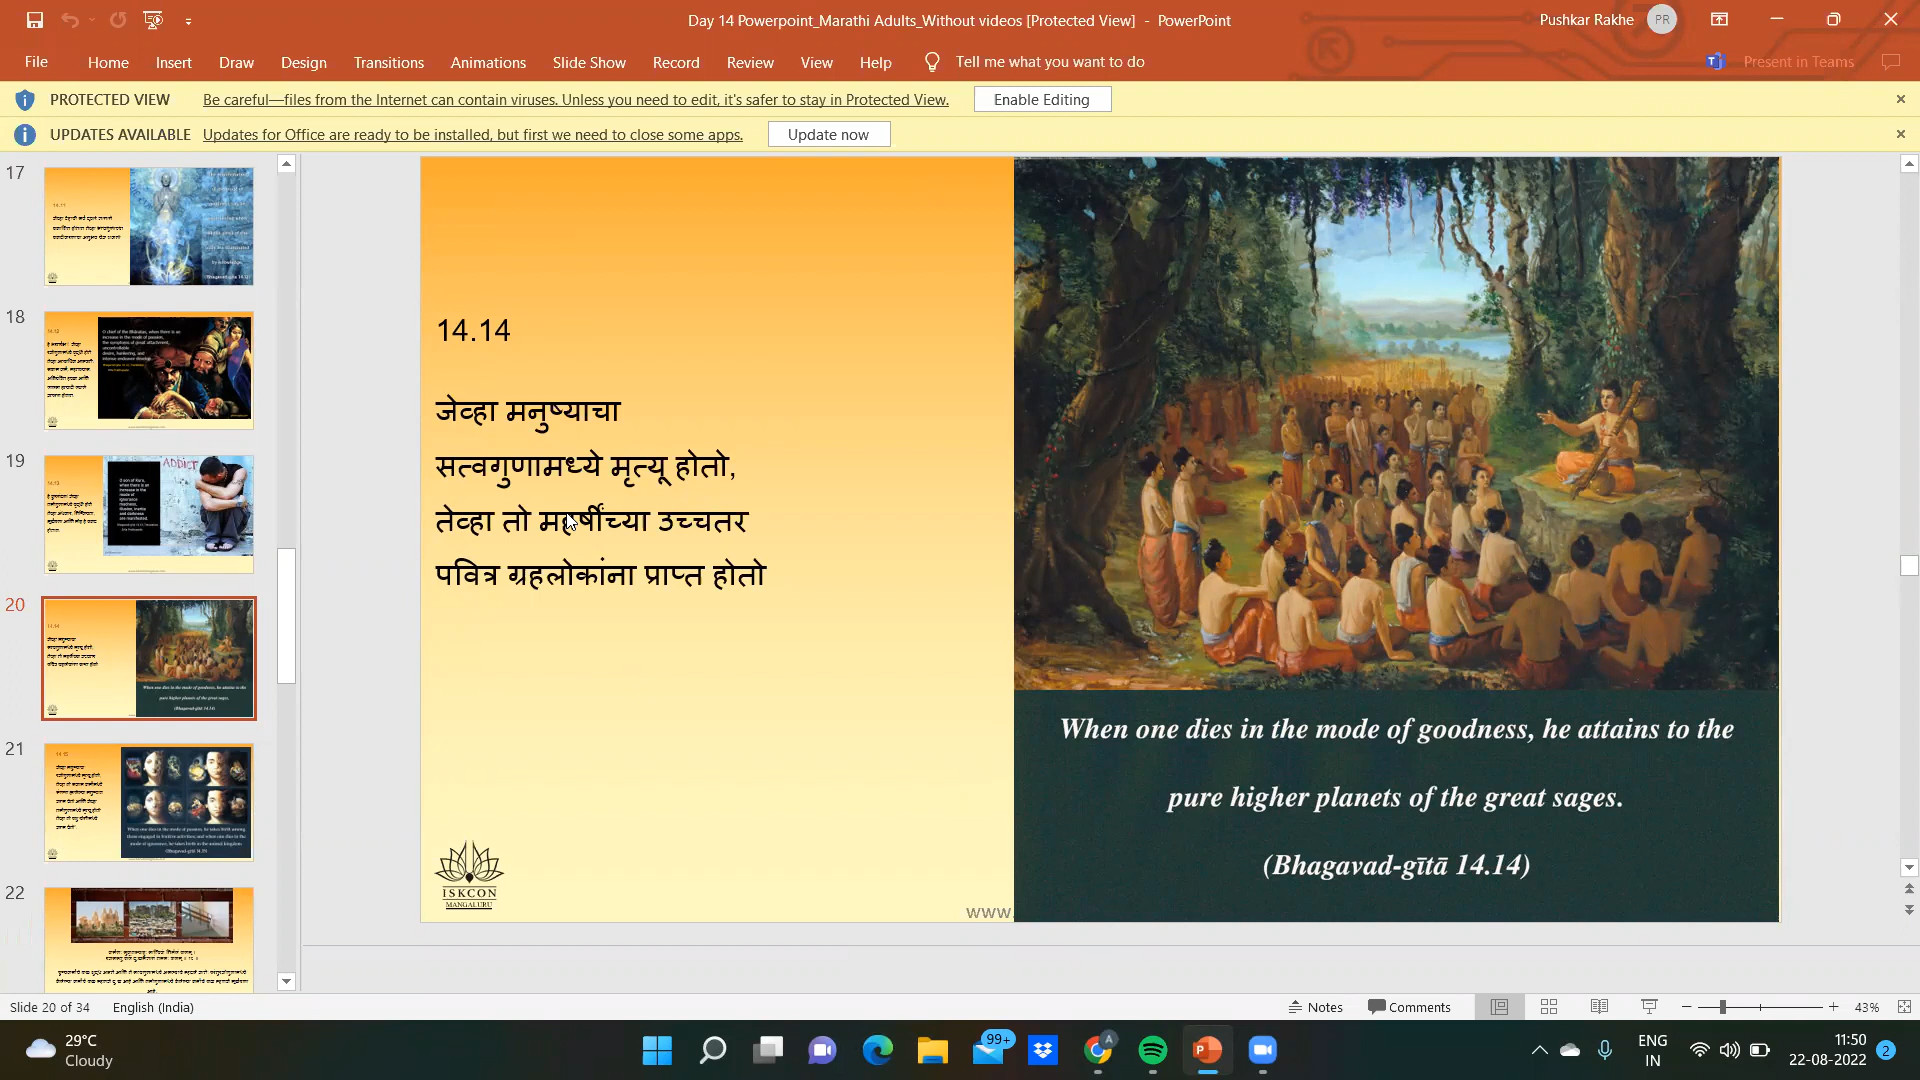 Day 14 Powerpoint_Marathi Adults_Without videos [Protected View] - PowerPoint
Pushkar Rakhe
PR
File Home Insert Draw Design Transitions Animations Slide Show Record Review View Help Tell me what you want to do
Present in Teams
PROTECTED VIEW Be careful—files from the Internet can contain viruses. Unless you need to edit, it's safer to stay in Protected View. Enable Editing
UPDATES AVAILABLE Updates for Office are ready to be installed, but first we need to close some apps. Update now
17
18
19
ADDICT
20
21
22
14.14
जेव्हा मनुष्याचा
सत्वगुणामध्ये मृत्यू होतो,
तेव्हा तो महर्षींच्या उच्चतर
पवित्र ग्रहलोकांना प्राप्त होतो
ISKCON
MANGALURU
www.
When one dies in the mode of goodness, he attains to the
pure higher planets of the great sages.
(Bhagavad-gītā 14.14)
Slide 20 of 34 English (India)
Notes Comments 43%
29°C
Cloudy
99+
A
ENG
IN
11:50
22-08-2022
2